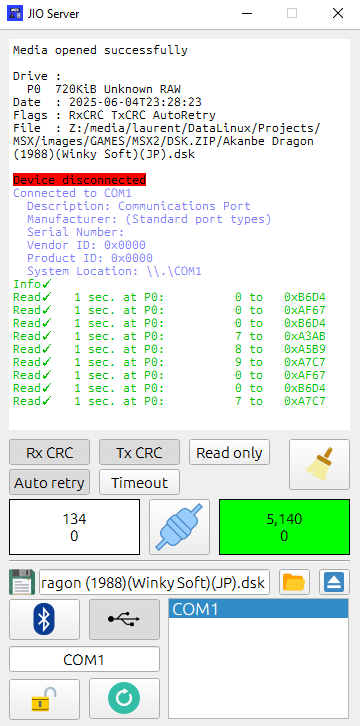 JIO Server
Media opened successfully
Drive :
P0 720KiB Unknown RAW
Date : 2025-06-04T23:28:23
Flags : RxCRC TxCRC AutoRetry
File : Z:/media/laurent/DataLinux/Projects/
MSX/images/GAMES/MSX2/DSK.ZIP/Akanbe Dragon
(1988)(Winky Soft)(JP).dsk
Device disconnected
Connected to COM1
Description: Communications Port
Manufacturer: (Standard port types)
Serial Number:
Vendor ID: 0x0000
Product ID: 0x0000
System Location: \\.\COM1
Info✓
Read✓ 1 sec. at P0: 0 to 0xB6D4
Read✓ 1 sec. at P0: 0 to 0xAF67
Read✓ 1 sec. at P0: 0 to 0xB6D4
Read✓ 1 sec. at P0: 7 to 0xA3AB
Read✓ 1 sec. at P0: 8 to 0xA5B9
Read✓ 1 sec. at P0: 9 to 0xA7C7
Read✓ 1 sec. at P0: 0 to 0xAF67
Read✓ 1 sec. at P0: 0 to 0xB6D4
Read✓ 1 sec. at P0: 7 to 0xA7C7
Rx CRC Tx CRC Read only
Auto retry Timeout
134 5,140
0 0
ragon (1988)(Winky Soft)(JP).dsk
COM1
COM1